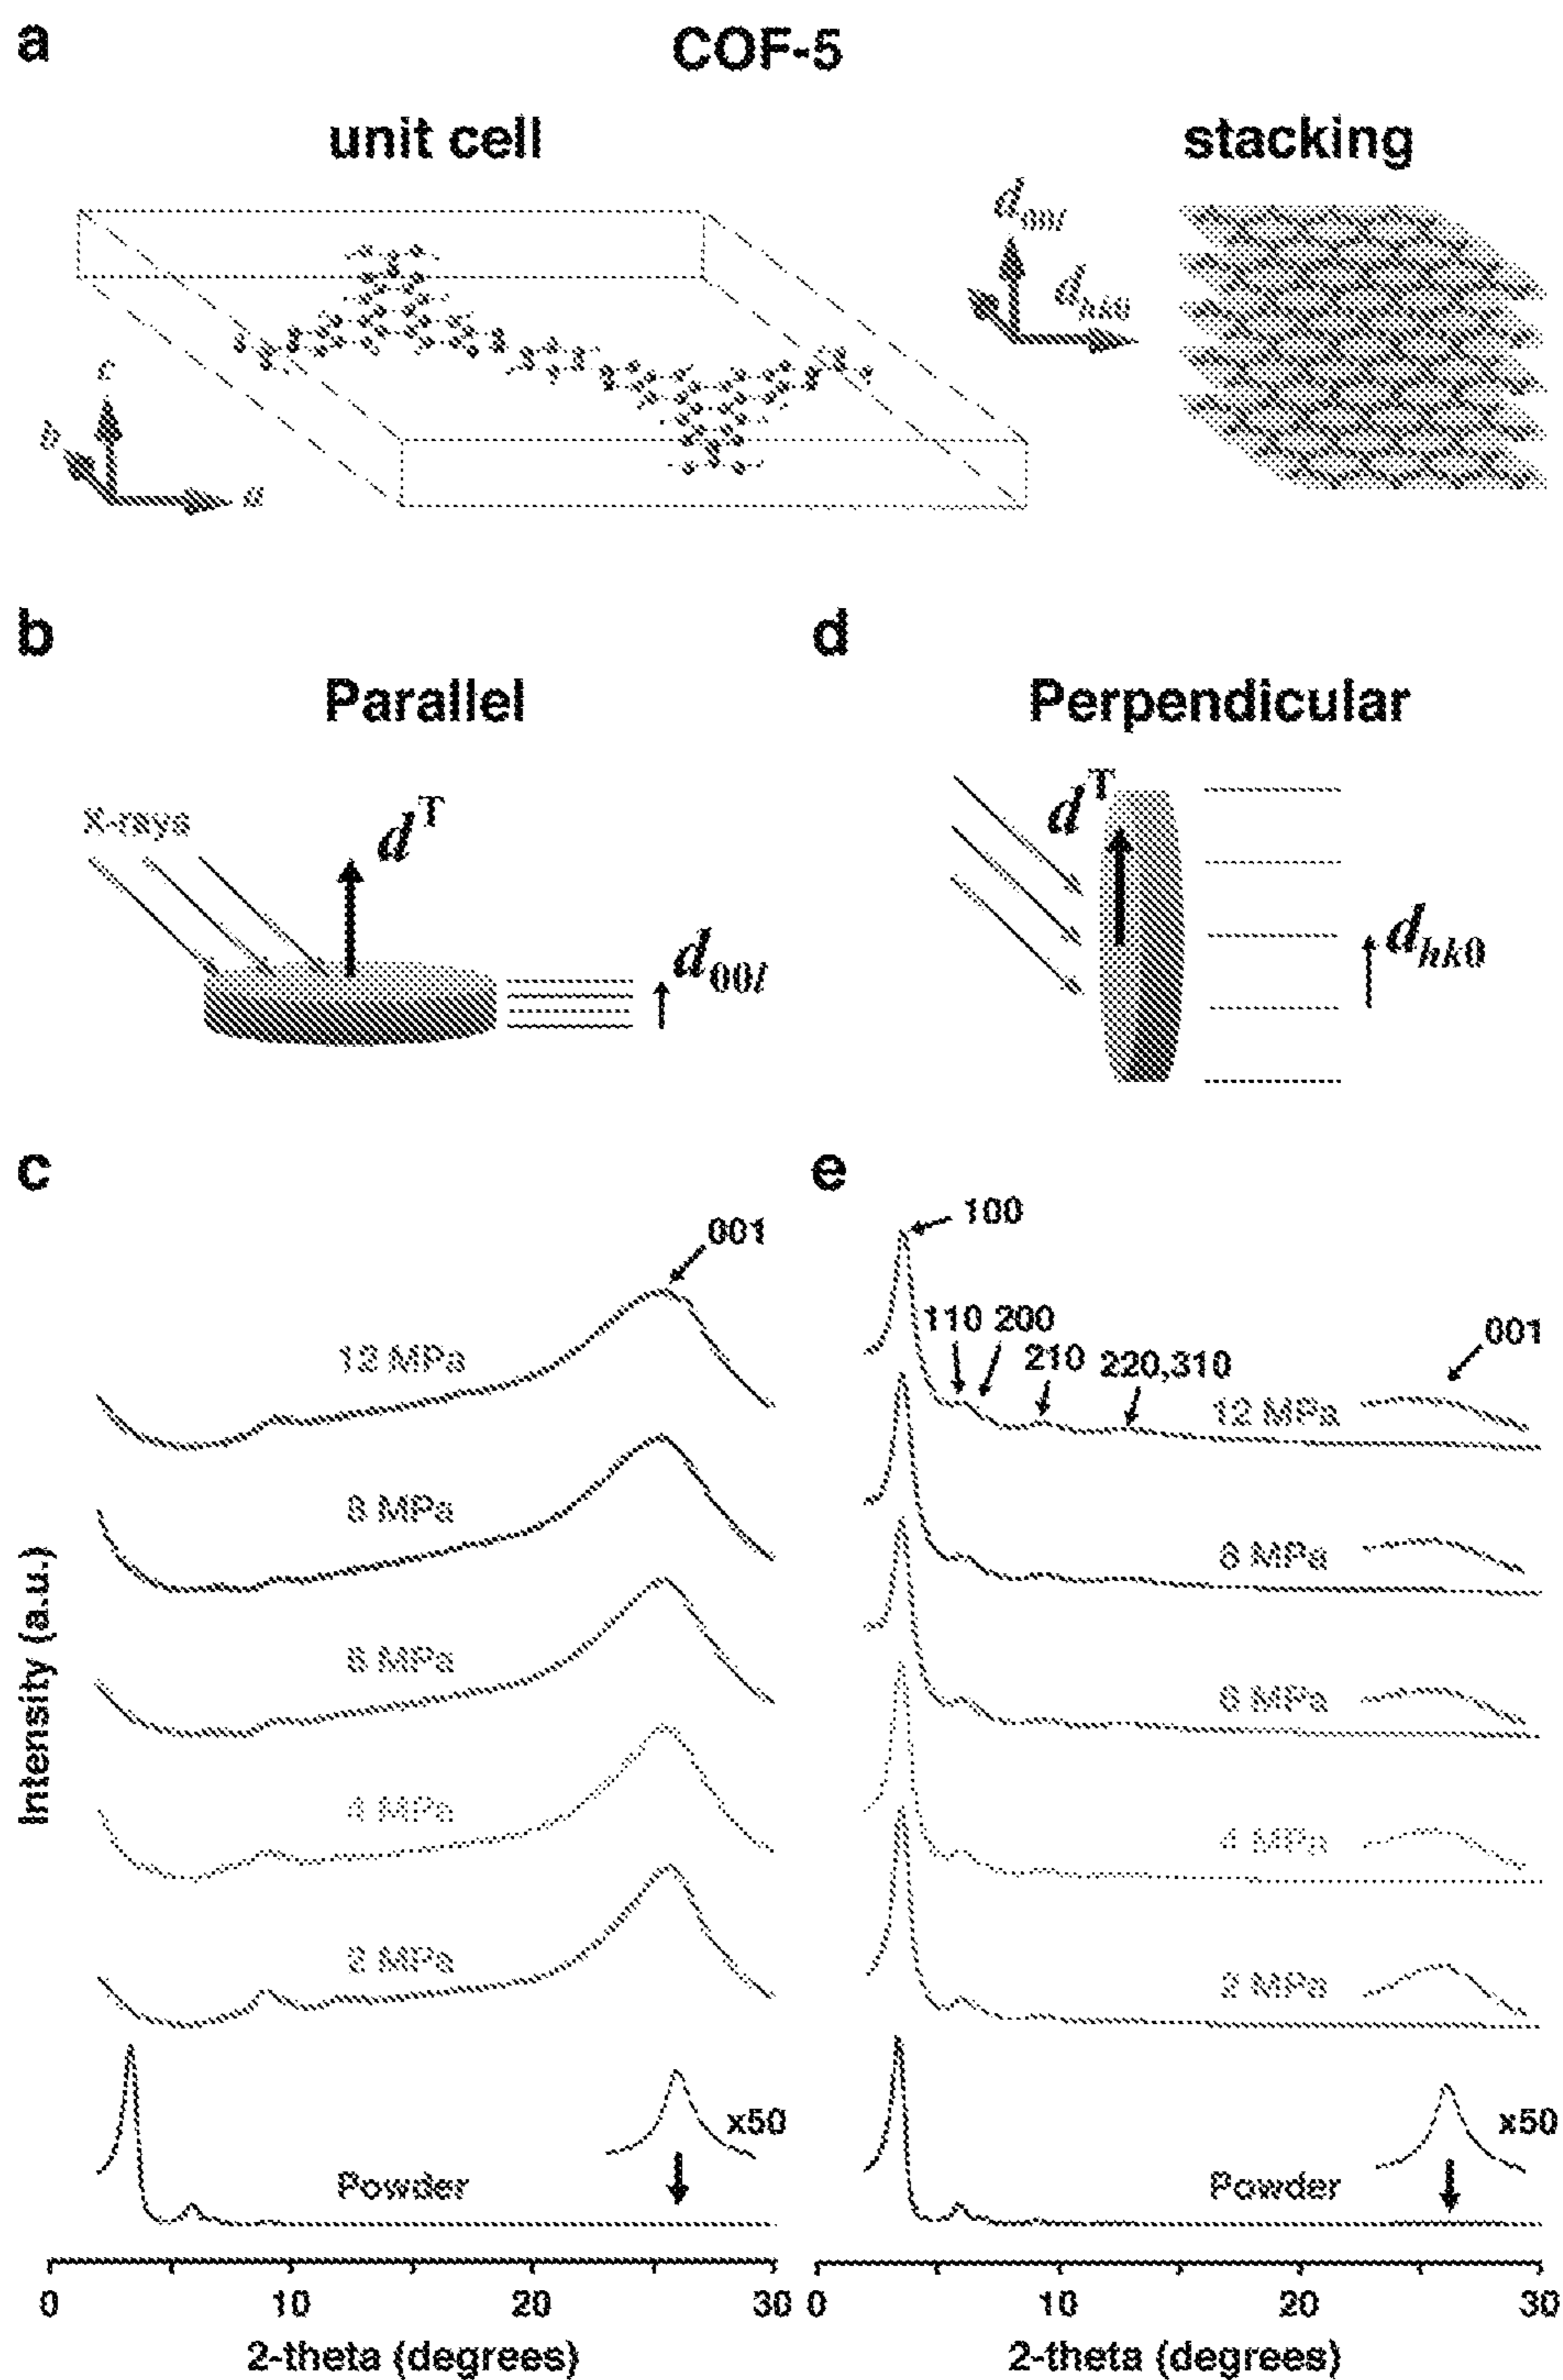 a
COF-5
unit cell
stacking
d00l
dhk0
c
b
a
b
Parallel
d
Perpendicular
X-rays
dT
d00l
dT
dhk0
c
001
12 MPa
8 MPa
6 MPa
4 MPa
2 MPa
x50
Powder
Intensity (a.u.)
0 10 20 30
2-theta (degrees)
e
100
110 200
210 220,310
001
12 MPa
8 MPa
6 MPa
4 MPa
2 MPa
x50
Powder
0 10 20 30
2-theta (degrees)